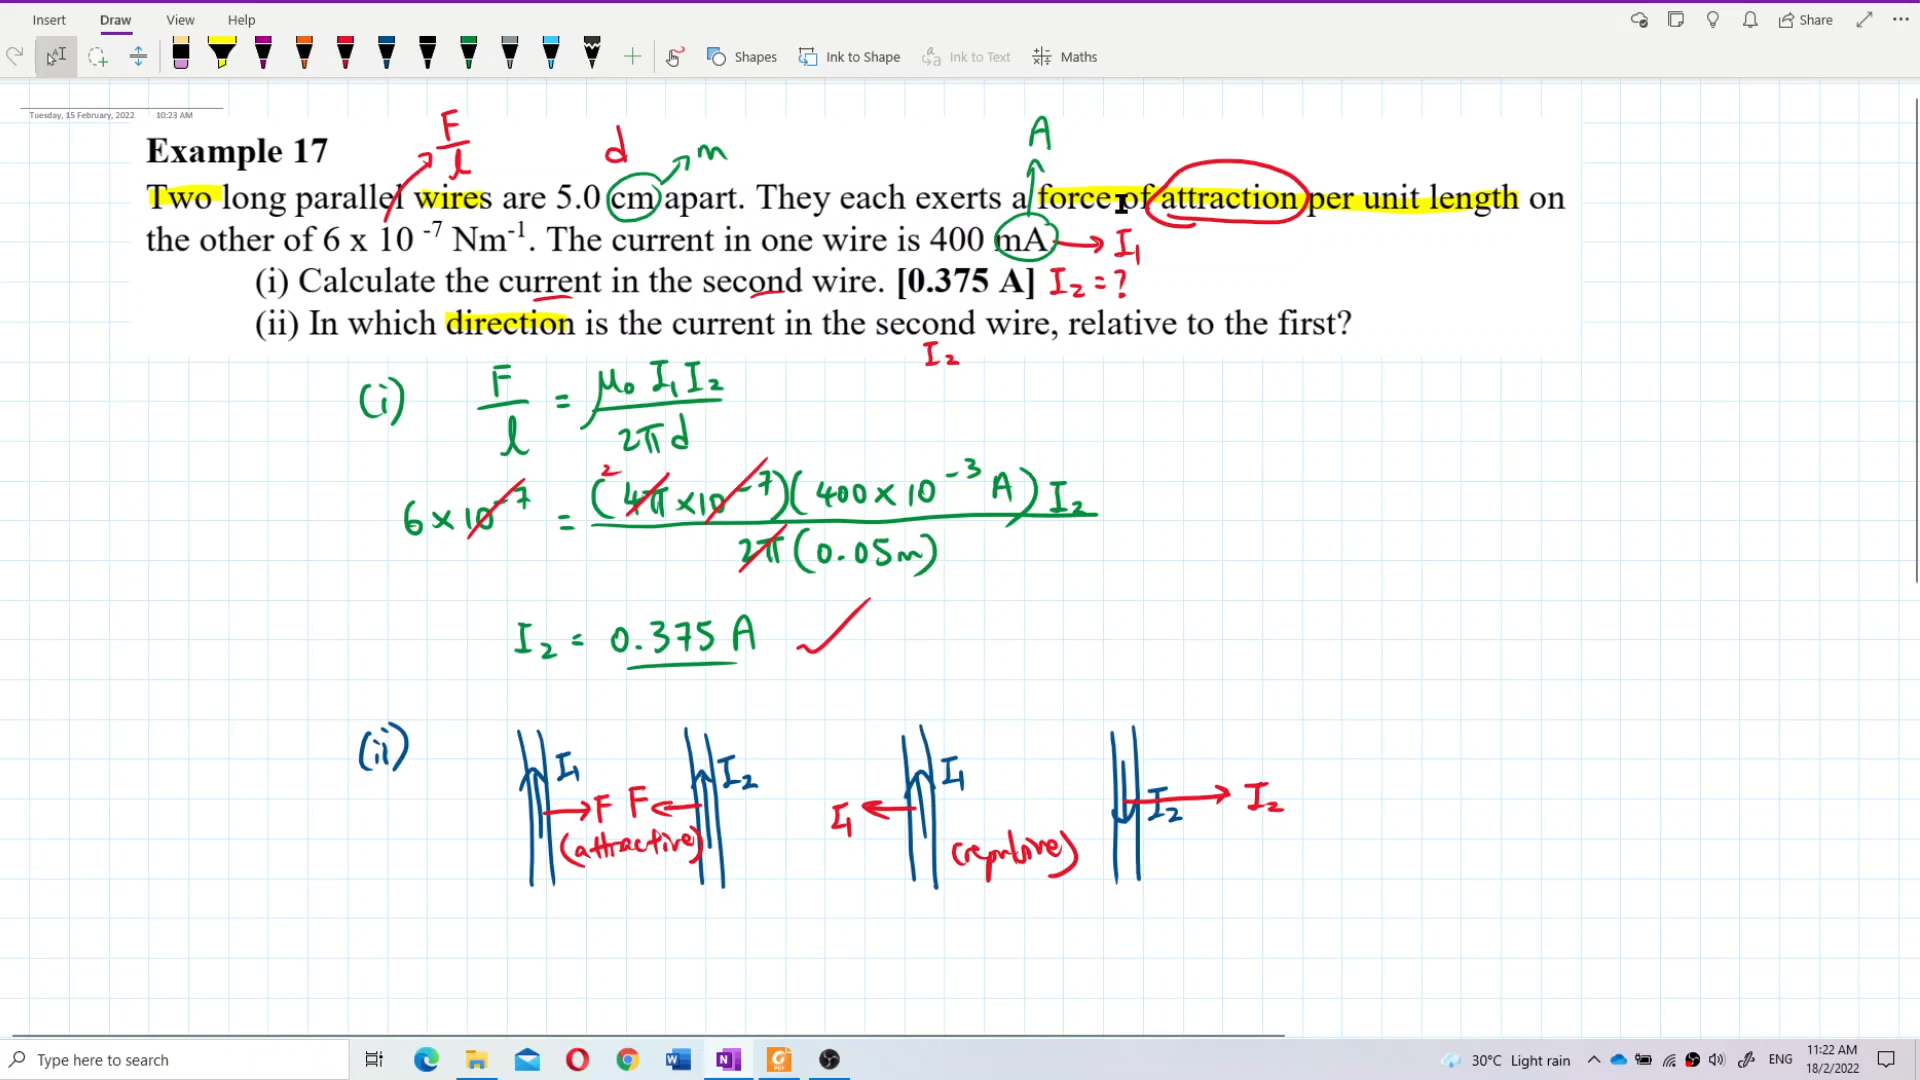 Insert Draw View Help Share
Shapes Ink to Shape Ink to Text Maths
Tuesday, 15 February, 2022 10:23 AM
Example 17
F/l d m A
Two long parallel wires are 5.0 cm apart. They each exerts a force of attraction per unit length on
the other of 6 x 10 -7 Nm-1. The current in one wire is 400 mA → I1
(i) Calculate the current in the second wire. [0.375 A] I2 = ?
(ii) In which direction is the current in the second wire, relative to the first?
I2
(i) F/l = μ0 I1 I2 / 2π d
6 × 10^-7 = (4π × 10^-7)(400 × 10^-3 A) I2 / 2π (0.05m)
2
I2 = 0.375 A ✓
(ii) I1 I2 I1
F F I1 I2 I2
(attractive) (repulsive)
Type here to search
30°C Light rain ENG 11:22 AM
18/2/2022